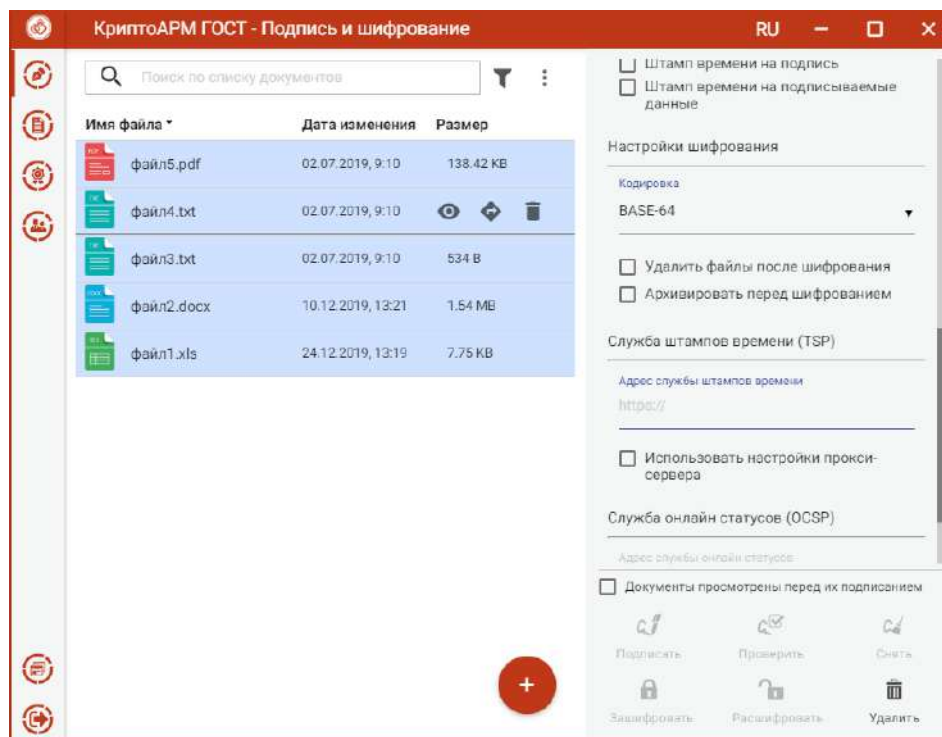 КриптоАРМ ГОСТ - Подпись и шифрование
RU
Поиск по списку документов
Имя файла
Дата изменения
Размер
файл5.pdf
02.07.2019, 9:10
138.42 KB
файл4.txt
02.07.2019, 9:10
файл3.txt
02.07.2019, 9:10
534 B
файл2.docx
10.12.2019, 13:21
1.54 MB
файл1.xls
24.12.2019, 13:19
7.75 KB
Штамп времени на подпись
Штамп времени на подписываемые
данные
Настройки шифрования
Кодировка
BASE-64
Удалить файлы после шифрования
Архивировать перед шифрованием
Служба штампов времени (TSP)
Адрес службы штампов времени
https://
Использовать настройки прокси-
сервера
Служба онлайн статусов (OCSP)
Адрес службы онлайн статусов
Документы просмотрены перед их подписанием
Подписать
Проверить
Снять
Зашифровать
Расшифровать
Удалить